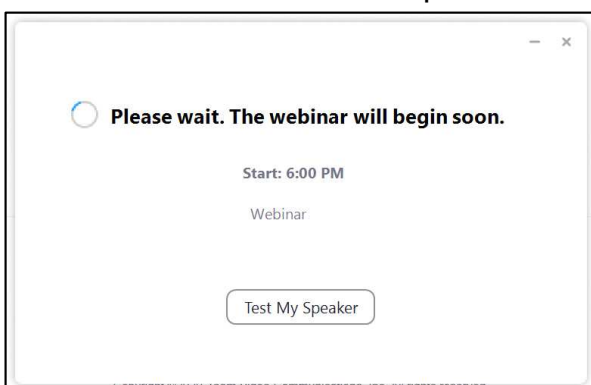 Please wait. The webinar will begin soon.
Start: 6:00 PM
Webinar
Test My Speaker